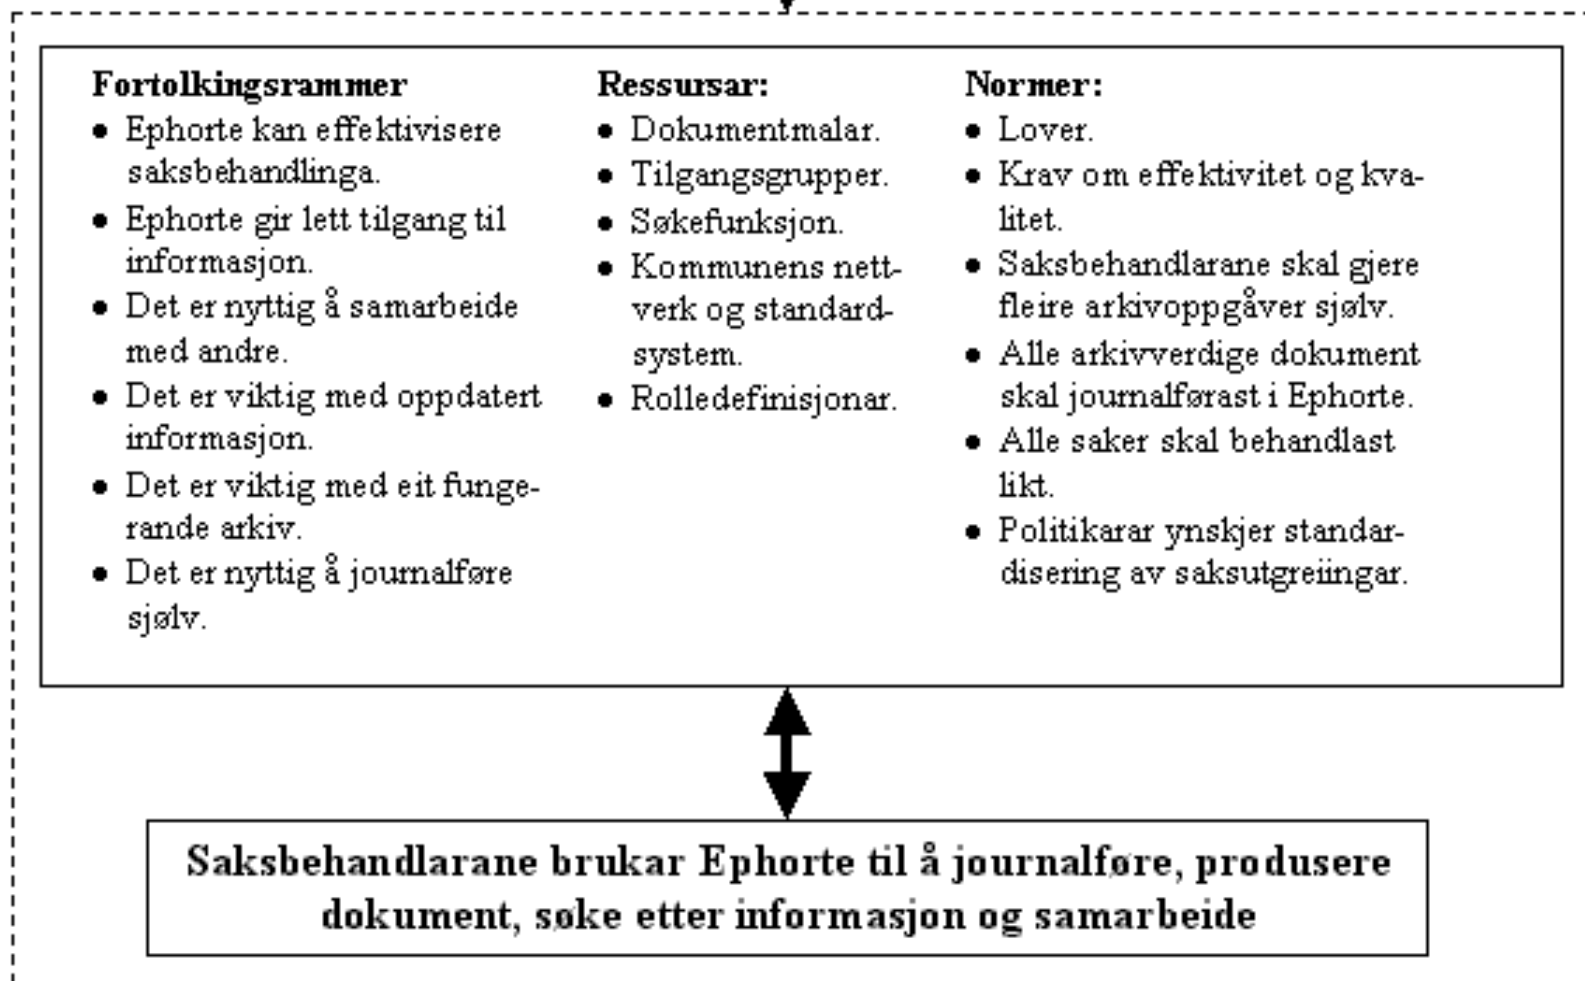 Fortolkingsrammer
● Ephorte kan effektivisere
saksbehandlinga.
● Ephorte gir lett tilgang til
informasjon.
● Det er nyttig å samarbeide
med andre.
● Det er viktig med oppdatert
informasjon.
● Det er viktig med eit funge-
rande arkiv.
● Det er nyttig å journalføre
sjølv.
Ressursar:
● Dokumentmalar.
● Tilgangsgrupper.
● Søkefunksjon.
● Kommunens nett-
verk og standard-
system.
● Rolledefinisjonar.
Normer:
● Lover.
● Krav om effektivitet og kva-
litet.
● Saksbehandlarane skal gjere
fleire arkivoppgåver sjølv.
● Alle arkivverdige dokument
skal journalførast i Ephorte.
● Alle saker skal behandlast
likt.
● Politikarar ynskjer standar-
disering av saksutgreiingar.
Saksbehandlarane brukar Ephorte til å journalføre, produsere
dokument, søke etter informasjon og samarbeide